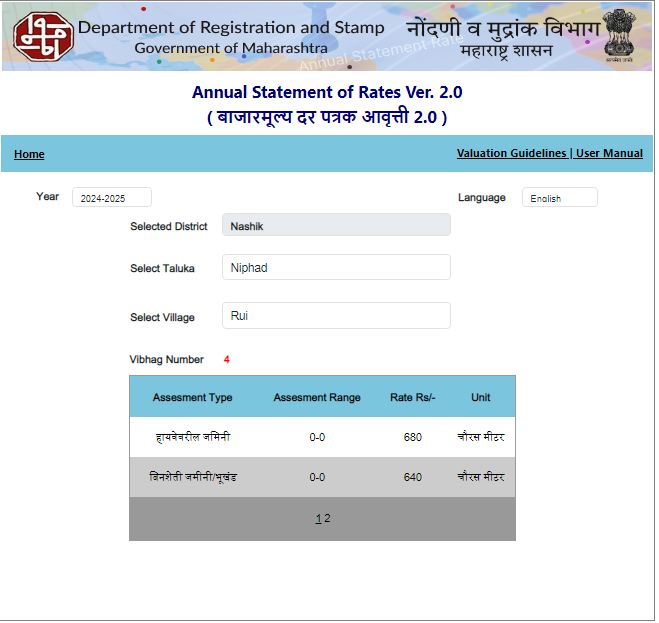 Department of Registration and Stamp
Government of Maharashtra
नोंदणी व मुद्रांक विभाग
महाराष्ट्र शासन
Annual Statement Rate
Annual Statement of Rates Ver. 2.0
( बाजारमूल्य दर पत्रक आवृत्ती 2.0 )
Home
Valuation Guidelines | User Manual
Year 2024-2025 Language English
Selected District Nashik
Select Taluka Niphad
Select Village Rui
Vibhag Number 4
Assesment Type Assesment Range Rate Rs/- Unit
हायवेवरील जमिनी 0-0 680 चौरस मीटर
बिनशेती जमीनी/भूखंड 0-0 640 चौरस मीटर
1 2